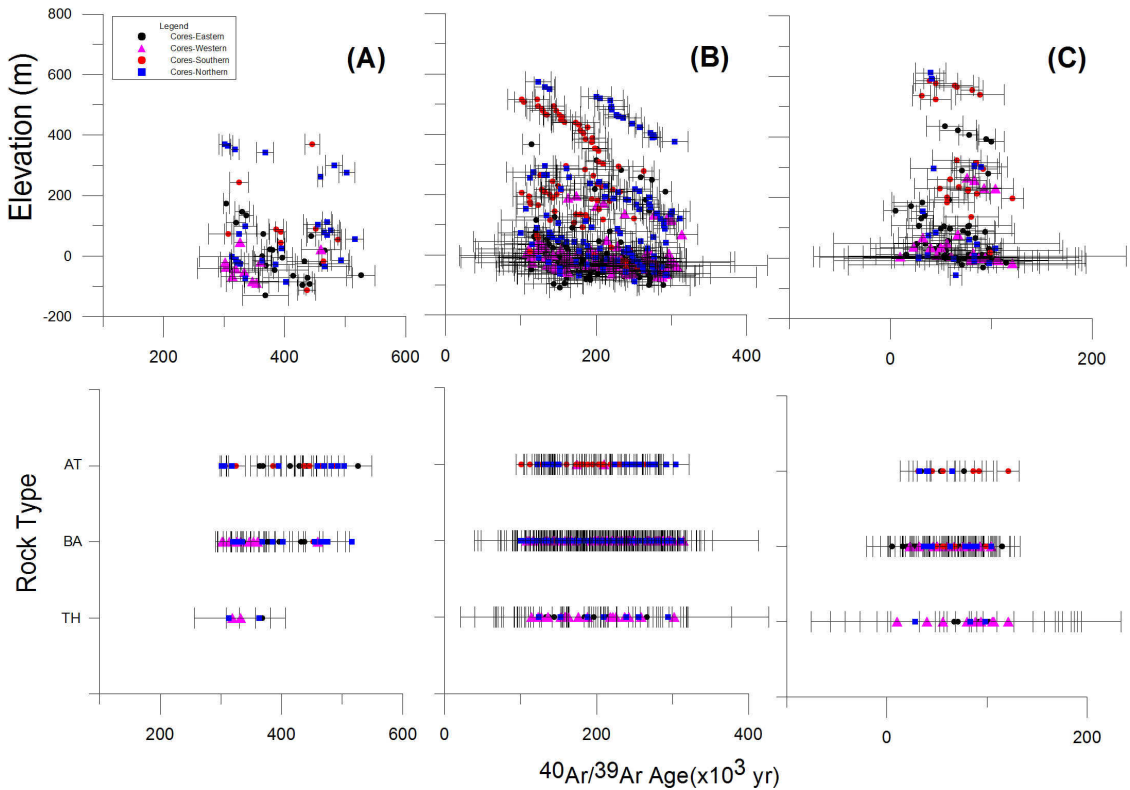 800
600
400
200
0
-200
Elevation (m)
Legend
Cores-Eastern
Cores-Western
Cores-Southern
Cores-Northern
(A)
(B)
(C)
200
400
600
0
200
400
0
200
AT
BA
TH
Rock Type
200
400
600
0
200
400
0
200
⁴⁰Ar/³⁹Ar Age(x10³ yr)